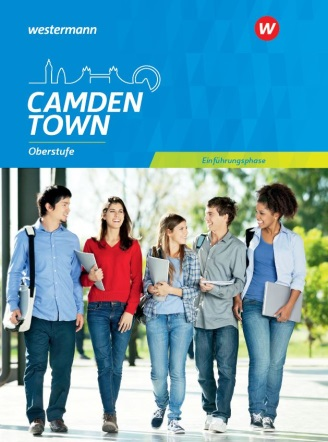 westermann
W
CAMDEN
TOWN
Oberstufe
Einführungsphase